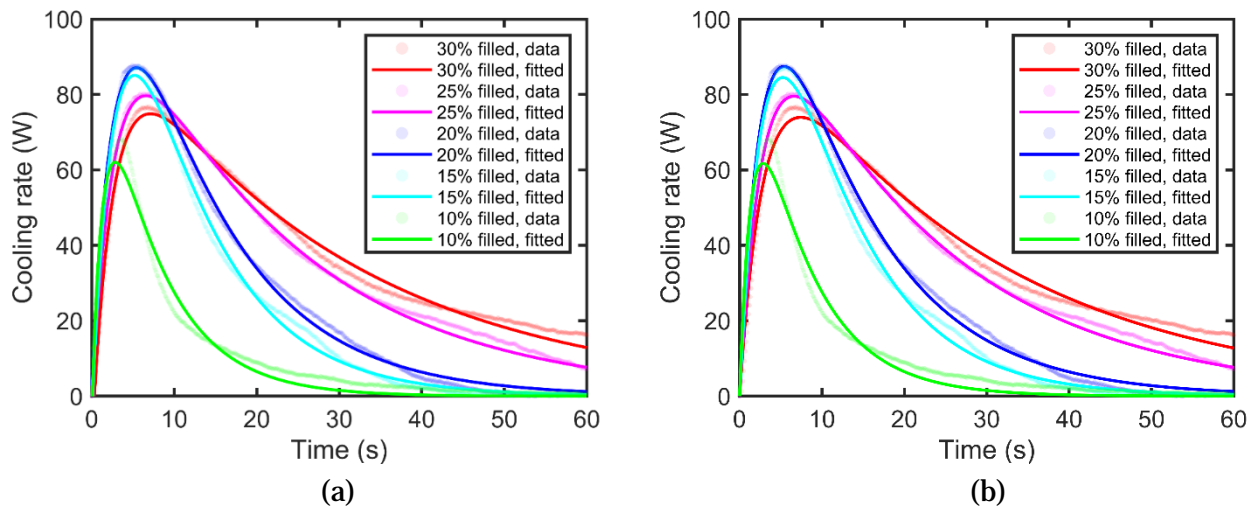 100
80
60
40
20
0
Cooling rate (W)
30% filled, data
30% filled, fitted
25% filled, data
25% filled, fitted
20% filled, data
20% filled, fitted
15% filled, data
15% filled, fitted
10% filled, data
10% filled, fitted
0 10 20 30 40 50 60
Time (s)
(a)
100
80
60
40
20
0
Cooling rate (W)
30% filled, data
30% filled, fitted
25% filled, data
25% filled, fitted
20% filled, data
20% filled, fitted
15% filled, data
15% filled, fitted
10% filled, data
10% filled, fitted
0 10 20 30 40 50 60
Time (s)
(b)